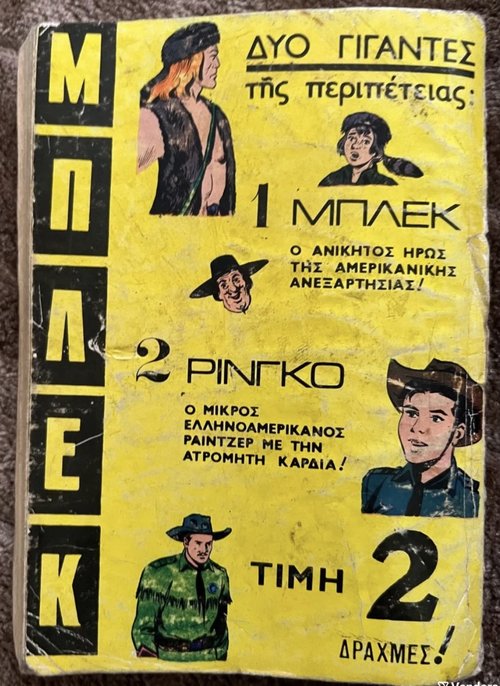 ΜΠΛΕΚ
ΔΥΟ ΓΙΓΑΝΤΕΣ
τῆς περιπέτειας:
1 ΜΠΛΕΚ
Ο ΑΝΙΚΗΤΟΣ ΗΡΩΣ
ΤΗΣ ΑΜΕΡΙΚΑΝΙΚΗΣ
ΑΝΕΞΑΡΤΗΣΙΑΣ!
2 ΡΙΝΓΚΟ
Ο ΜΙΚΡΟΣ
ΕΛΛΗΝΟΑΜΕΡΙΚΑΝΟΣ
ΡΑΙΝΤΖΕΡ ΜΕ ΤΗΝ
ΑΤΡΟΜΗΤΗ ΚΑΡΔΙΑ!
ΤΙΜΗ 2
ΔΡΑΧΜΕΣ!